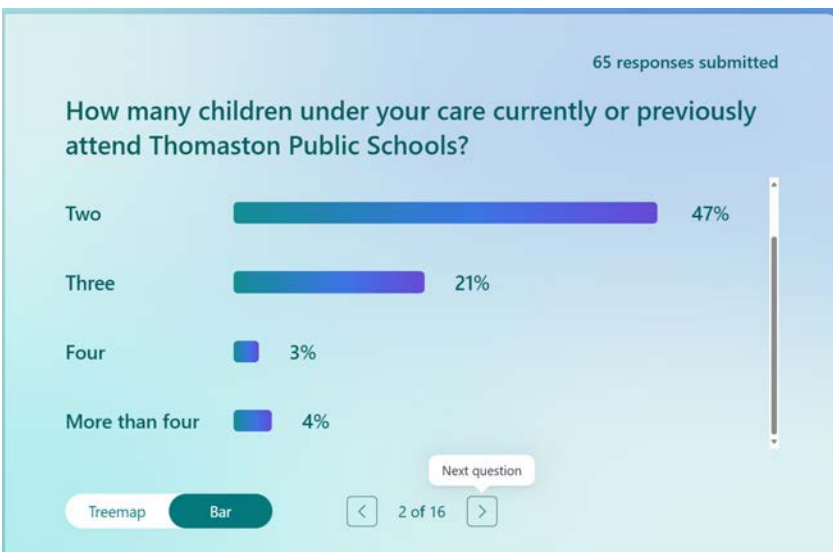 65 responses submitted
How many children under your care currently or previously
attend Thomaston Public Schools?
Two 47%
Three 21%
Four 3%
More than four 4%
Next question
Treemap Bar < 2 of 16 >